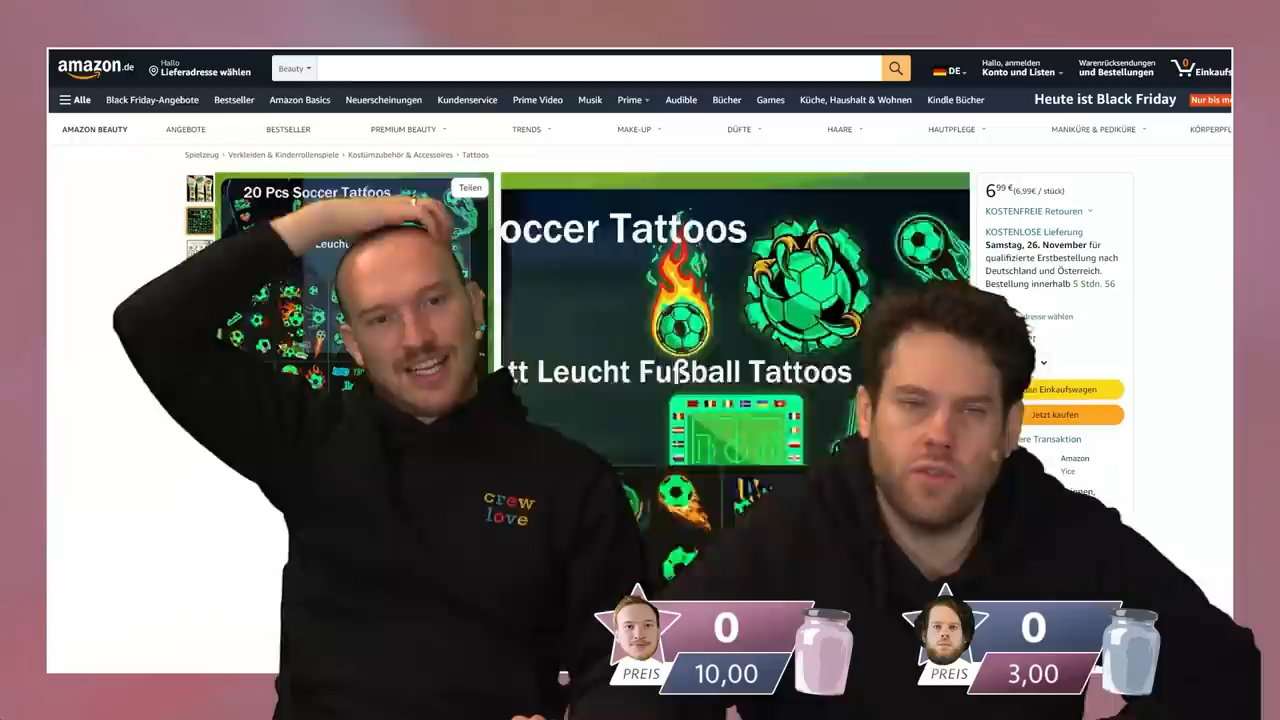 amazon.de
Hallo
Lieferadresse wählen
Beauty
DE
Hallo, anmelden
Konto und Listen
Warenrücksendungen
und Bestellungen
0
Einkaufs
Alle
Black Friday-Angebote
Bestseller
Amazon Basics
Neuerscheinungen
Kundenservice
Prime Video
Musik
Prime
Audible
Bücher
Games
Küche, Haushalt & Wohnen
Kindle Bücher
Heute ist Black Friday
Nur bis m
AMAZON BEAUTY
ANGEBOTE
BESTSELLER
PREMIUM BEAUTY
TRENDS
MAKE-UP
DÜFTE
HAARE
HAUTPFLEGE
MANIKÜRE & PEDIKÜRE
KÖRPERPFL
Spielzeug › Verkleiden & Kinderrollenspiele › Kostümzubehör & Accessoires › Tattoos
20 Pcs Soccer Tattoos
Teilen
Leucht
occer Tattoos
tt Leucht Fußball Tattoos
6 99 € (6,99€ / stück)
KOSTENFREIE Retouren
KOSTENLOSE Lieferung
Samstag, 26. November für
qualifizierte Erstbestellung nach
Deutschland und Österreich.
Bestellung innerhalb 5 Stdn. 56
resse wählen
Einkaufswagen
Jetzt kaufen
ere Transaktion
Amazon
Yice
crew
love
0
PREIS
10,00
0
PREIS
3,00